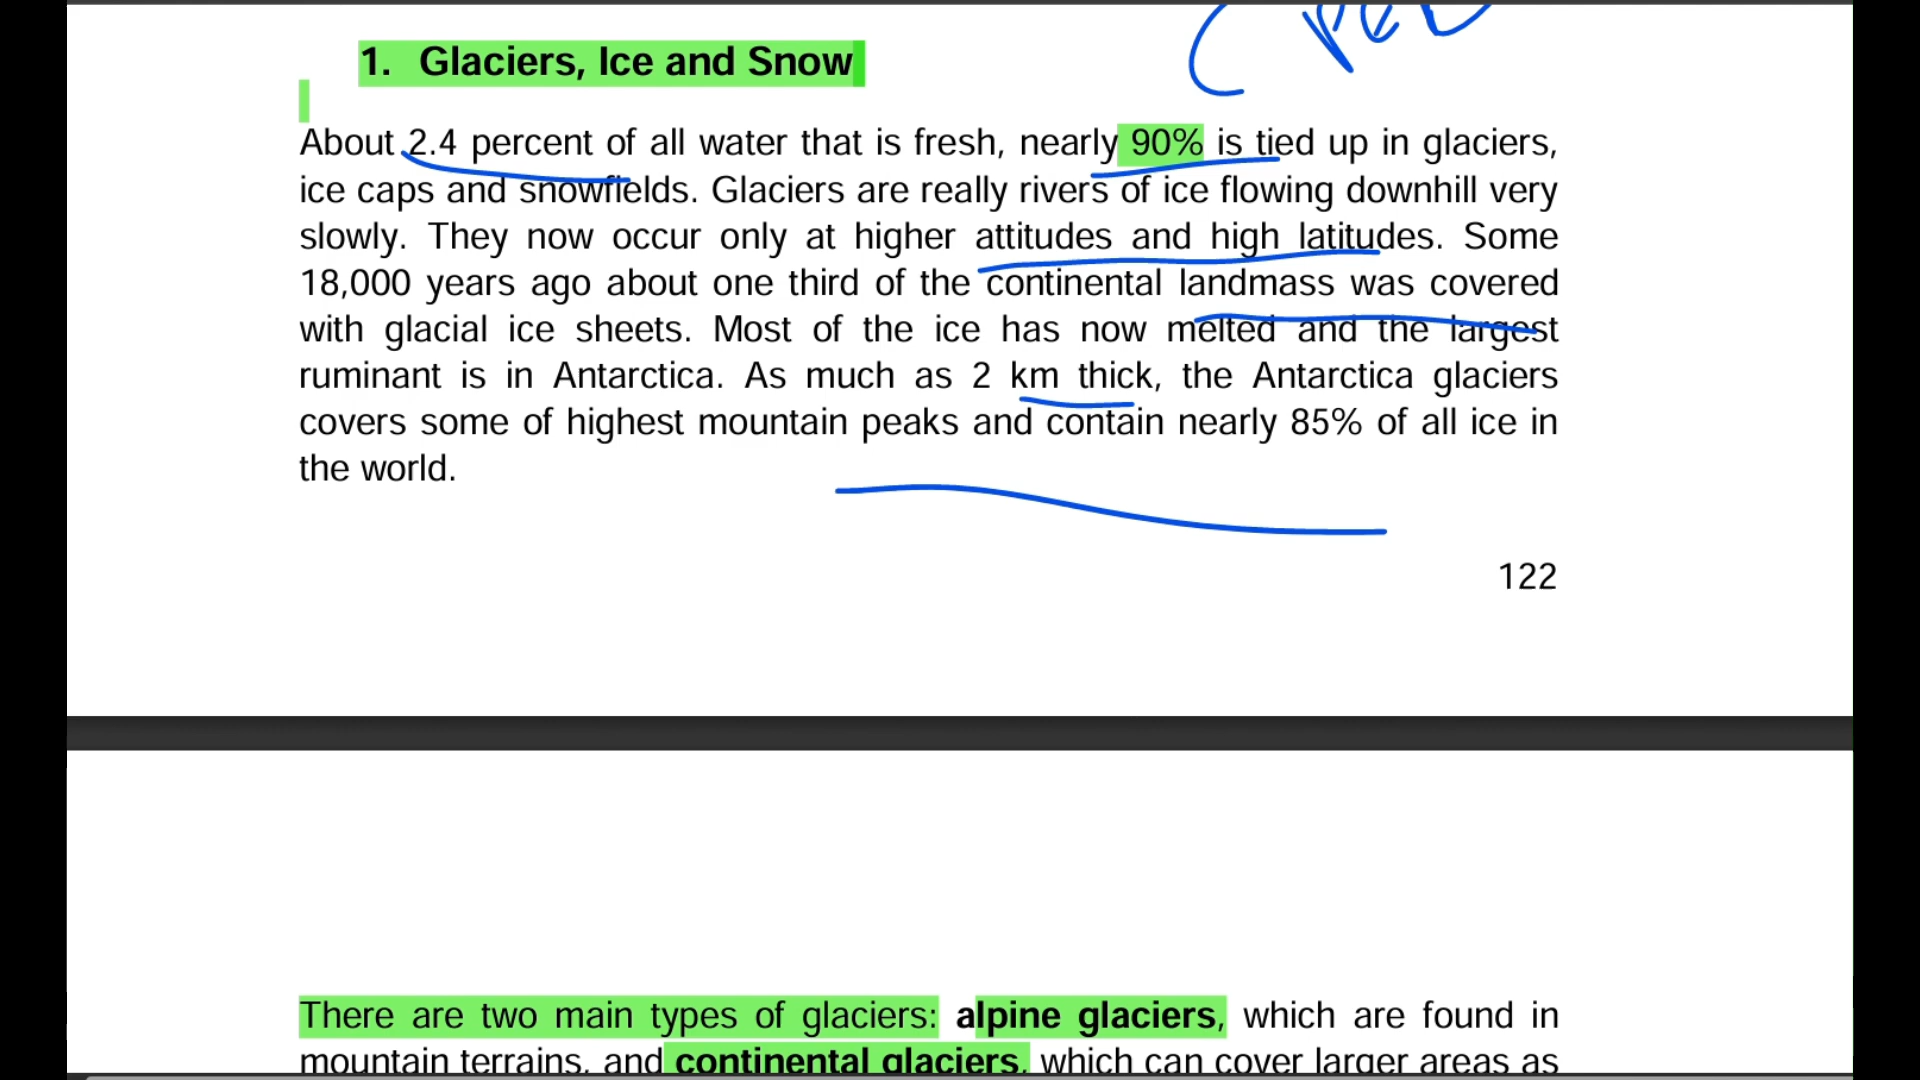 1. Glaciers, Ice and Snow
About 2.4 percent of all water that is fresh, nearly 90% is tied up in glaciers,
ice caps and snowfields. Glaciers are really rivers of ice flowing downhill very
slowly. They now occur only at higher attitudes and high latitudes. Some
18,000 years ago about one third of the continental landmass was covered
with glacial ice sheets. Most of the ice has now melted and the largest
ruminant is in Antarctica. As much as 2 km thick, the Antarctica glaciers
covers some of highest mountain peaks and contain nearly 85% of all ice in
the world.
122
There are two main types of glaciers: alpine glaciers, which are found in
mountain terrains, and continental glaciers, which can cover larger areas as